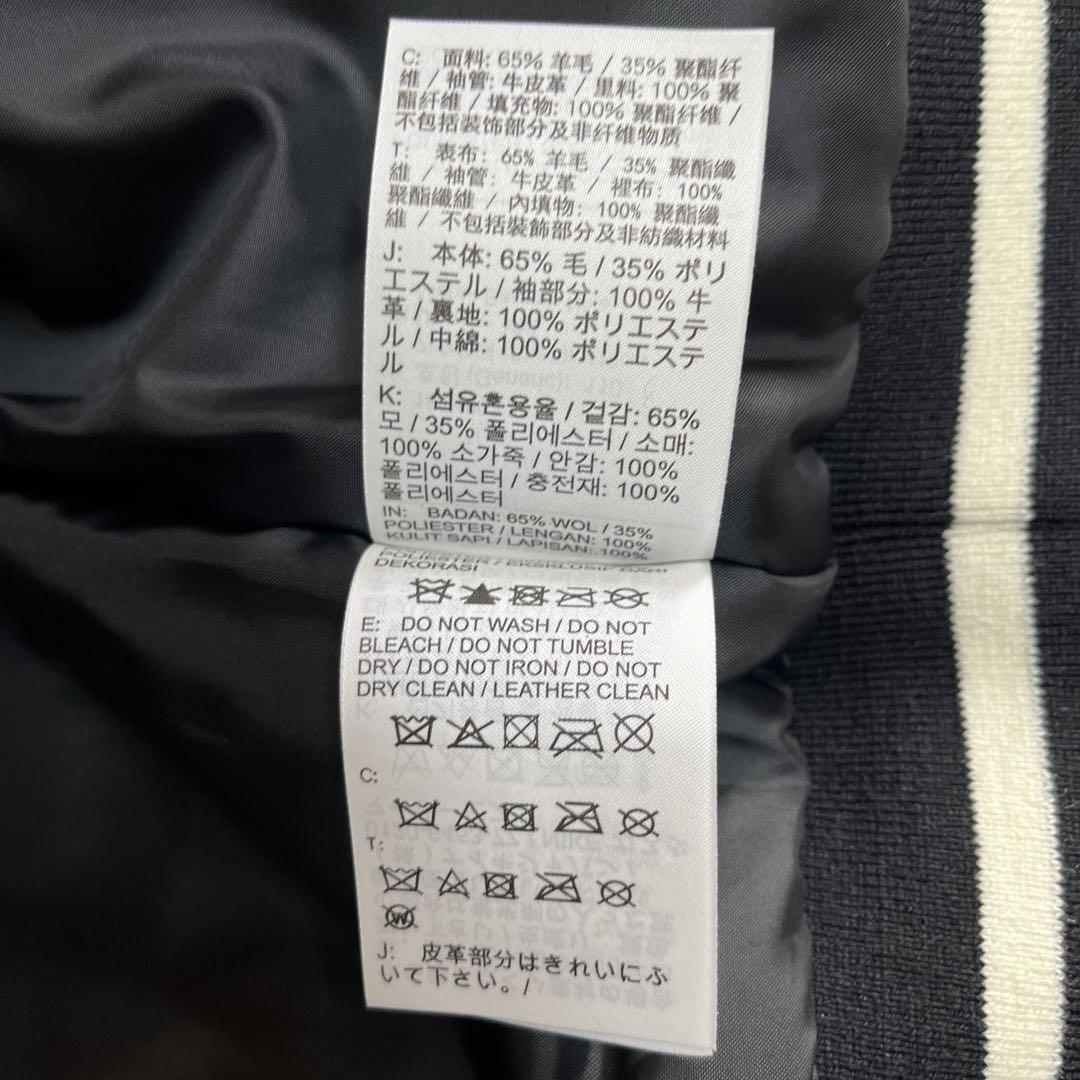 C: 面料: 65% 羊毛 / 35% 聚酯纤
维 / 袖管: 牛皮革 / 里料: 100% 聚
酯纤维 / 填充物: 100% 聚酯纤维 /
不包括装饰部分及非纤维物质
T: 表布: 65% 羊毛 / 35% 聚酯纖
維 / 袖管: 牛皮革 / 裡布: 100%
聚酯纖維 / 內填物: 100% 聚酯纖
維 / 不包括裝飾部分及非紡織材料
J: 本体: 65% 毛 / 35% ポリ
エステル / 袖部分: 100% 牛
革 / 裏地: 100% ポリエステ
ル / 中綿: 100% ポリエステ
ル
K: 섬유혼용율 / 겉감: 65%
모 / 35% 폴리에스터 / 소매:
100% 소가죽 / 안감: 100%
폴리에스터 / 충전재: 100%
폴리에스터
IN: BADAN: 65% WOL / 35%
POLIESTER / LENGAN: 100%
KULIT SAPI / LAPISAN: 100%
POLIESTER / EKSKLUSIF DARI
DEKORASI
E: DO NOT WASH / DO NOT
BLEACH / DO NOT TUMBLE
DRY / DO NOT IRON / DO NOT
DRY CLEAN / LEATHER CLEAN
C:
T:
W
J: 皮革部分はきれいにふ
いて下さい。/